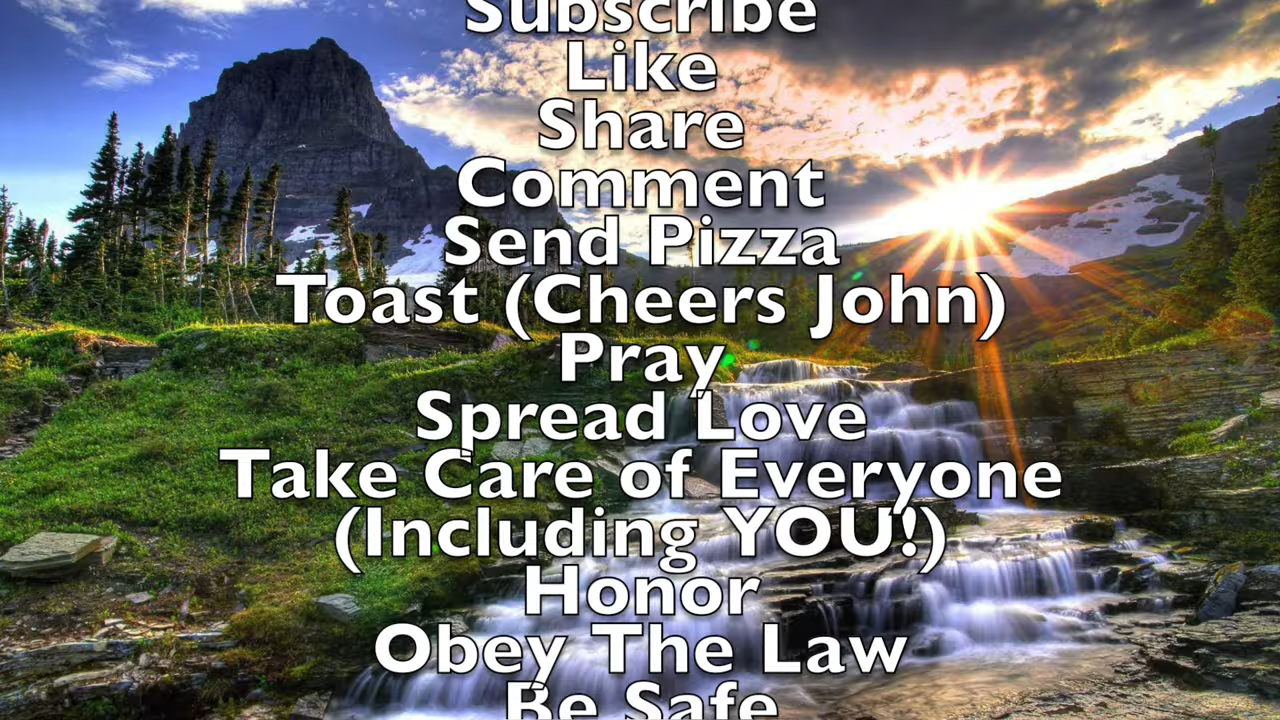 Subscribe
Like
Share
Comment
Send Pizza
Toast (Cheers John)
Pray
Spread Love
Take Care of Everyone
(Including YOU!)
Honor
Obey The Law
Be Safe